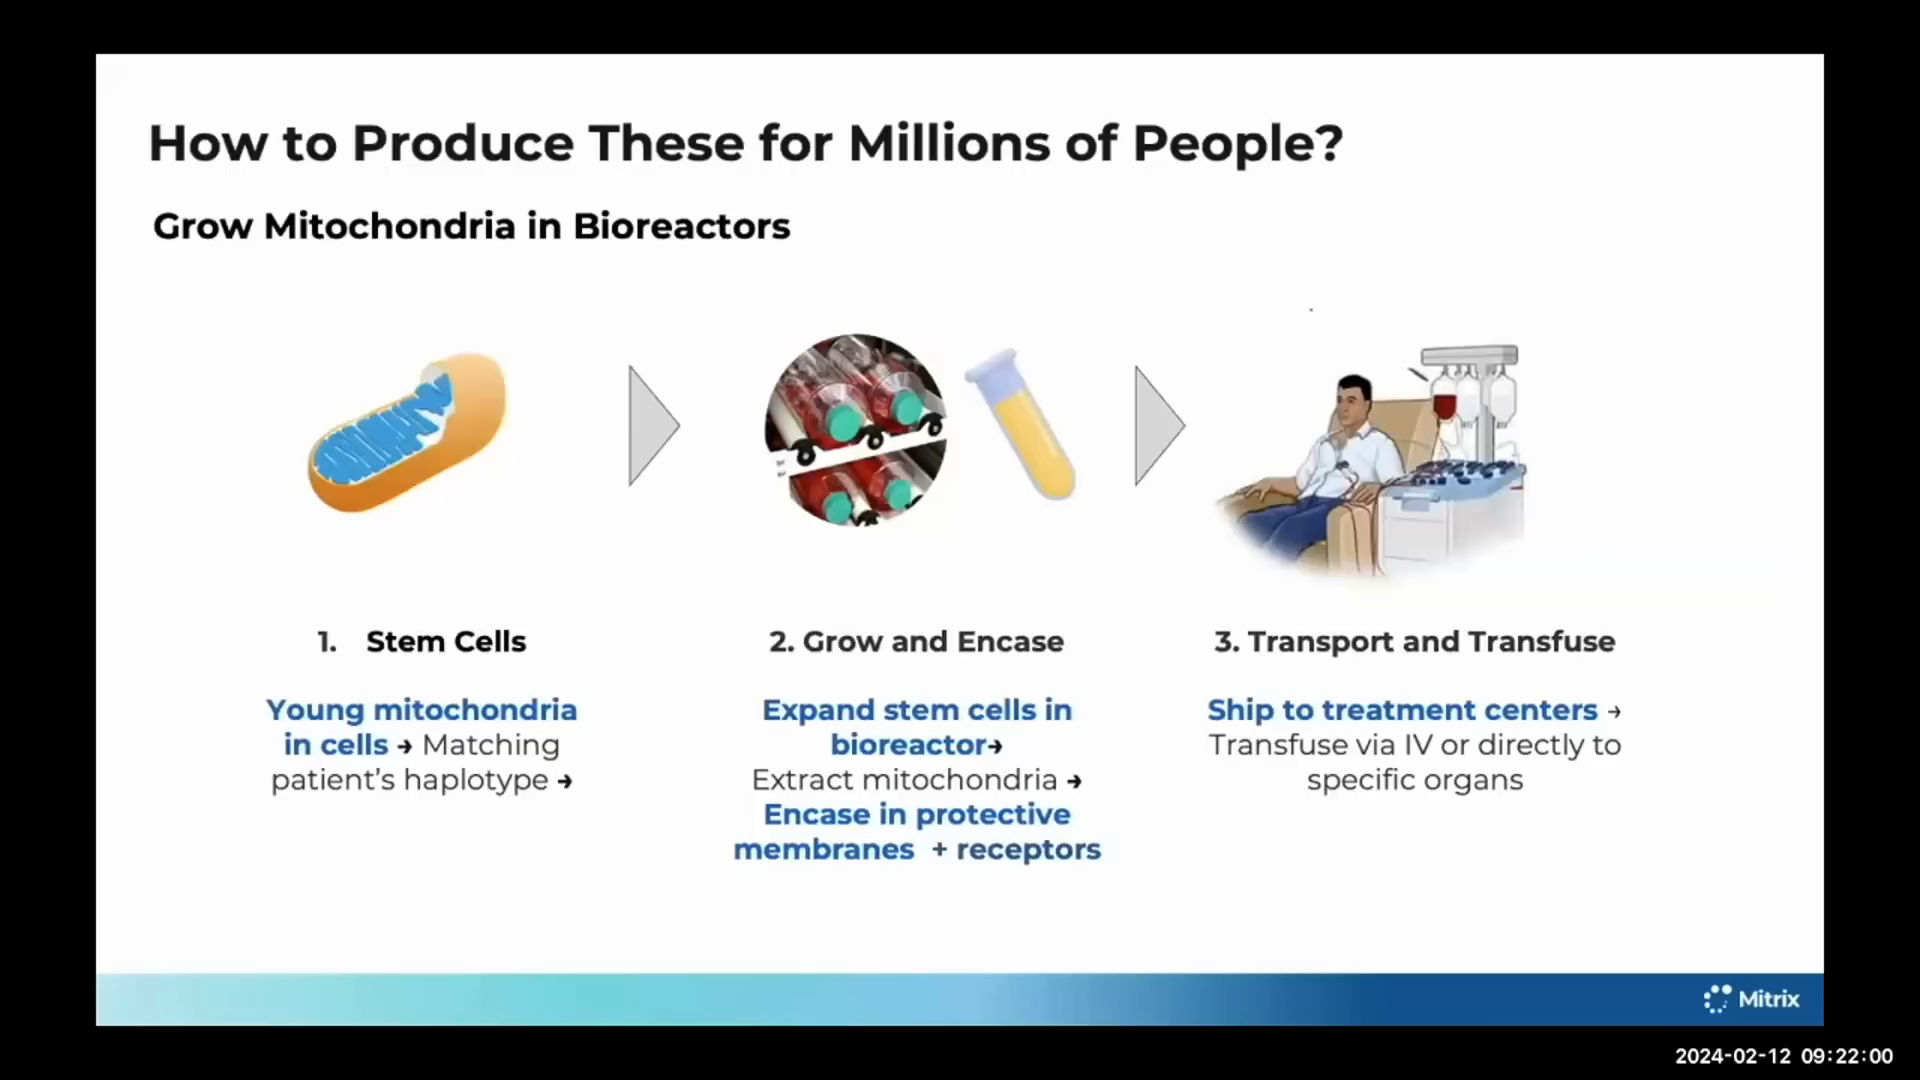 How to Produce These for Millions of People?
Grow Mitochondria in Bioreactors
1. Stem Cells
Young mitochondria
in cells → Matching
patient's haplotype →
2. Grow and Encase
Expand stem cells in
bioreactor→
Extract mitochondria →
Encase in protective
membranes + receptors
3. Transport and Transfuse
Ship to treatment centers →
Transfuse via IV or directly to
specific organs
Mitrix
2024-02-12 09:22:00